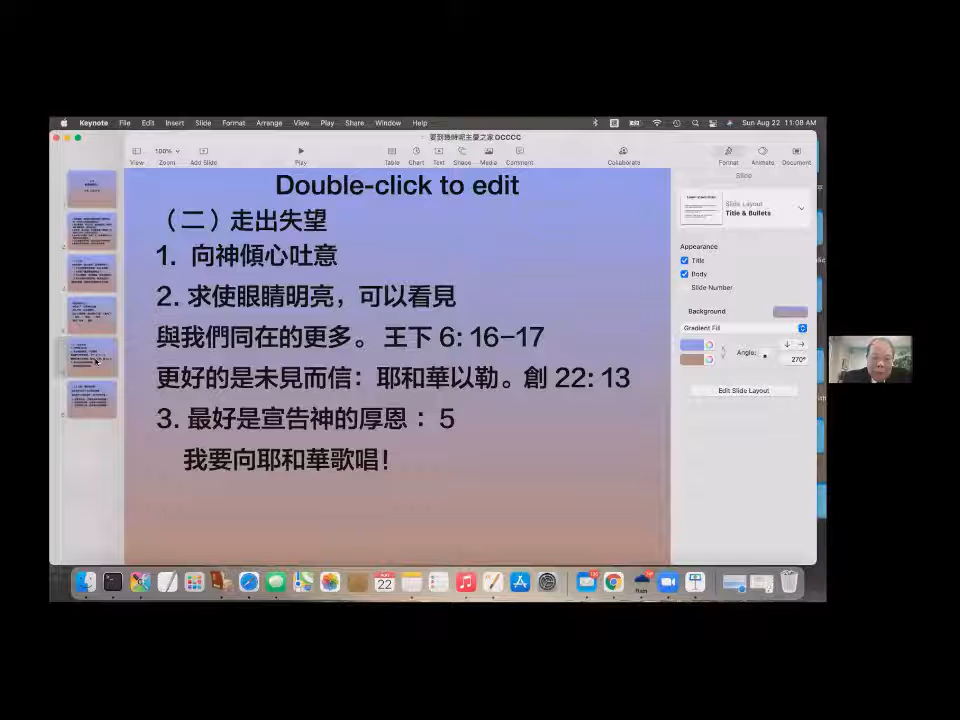 Keynote File Edit Insert Slide Format Arrange View Play Share Window Help
Sun Aug 22 11:08 AM
100%
View Zoom Add Slide
Play
Table Chart Text Shape Media Comment
Collaborate
Format Animate Document
Double-click to edit
（二）走出失望
1. 向神傾心吐意
2. 求使眼睛明亮，可以看見
與我們同在的更多。王下 6: 16-17
更好的是未見而信：耶和華以勒。創 22: 13
3. 最好是宣告神的厚恩： 5
我要向耶和華歌唱！
Slide
Slide Layout
Title & Bullets
Appearance
Title
Body
Slide Number
Background
Gradient Fill
Angle:
270°
Edit Slide Layout
22